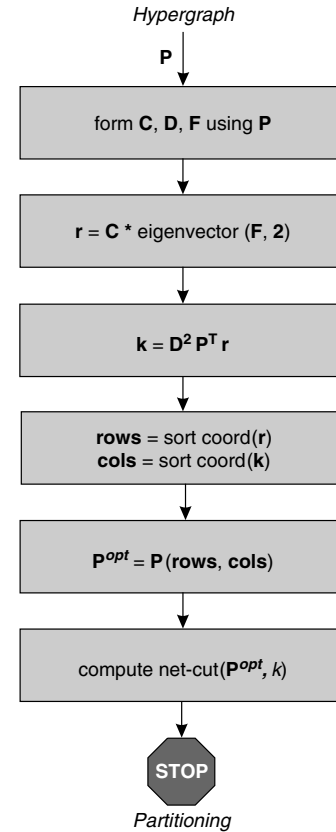 Hypergraph
P
form C, D, F using P
r = C * eigenvector (F, 2)
k = D² Pᵀ r
rows = sort coord(r)
cols = sort coord(k)
Pᵒᵖᵗ = P (rows, cols)
compute net-cut(Pᵒᵖᵗ, k)
STOP
Partitioning